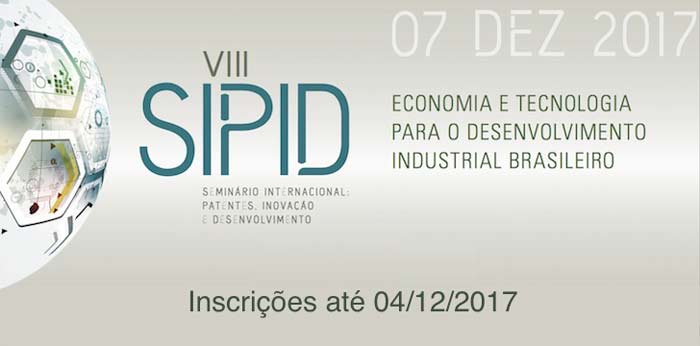 07 DEZ 2017
VIII
SIPID
SEMINÁRIO INTERNACIONAL:
PATENTES, INOVACÃO
E DESENVOLVIMENTO
ECONOMIA E TECNOLOGIA
PARA O DESENVOLVIMENTO
INDUSTRIAL BRASILEIRO
Inscrições até 04/12/2017